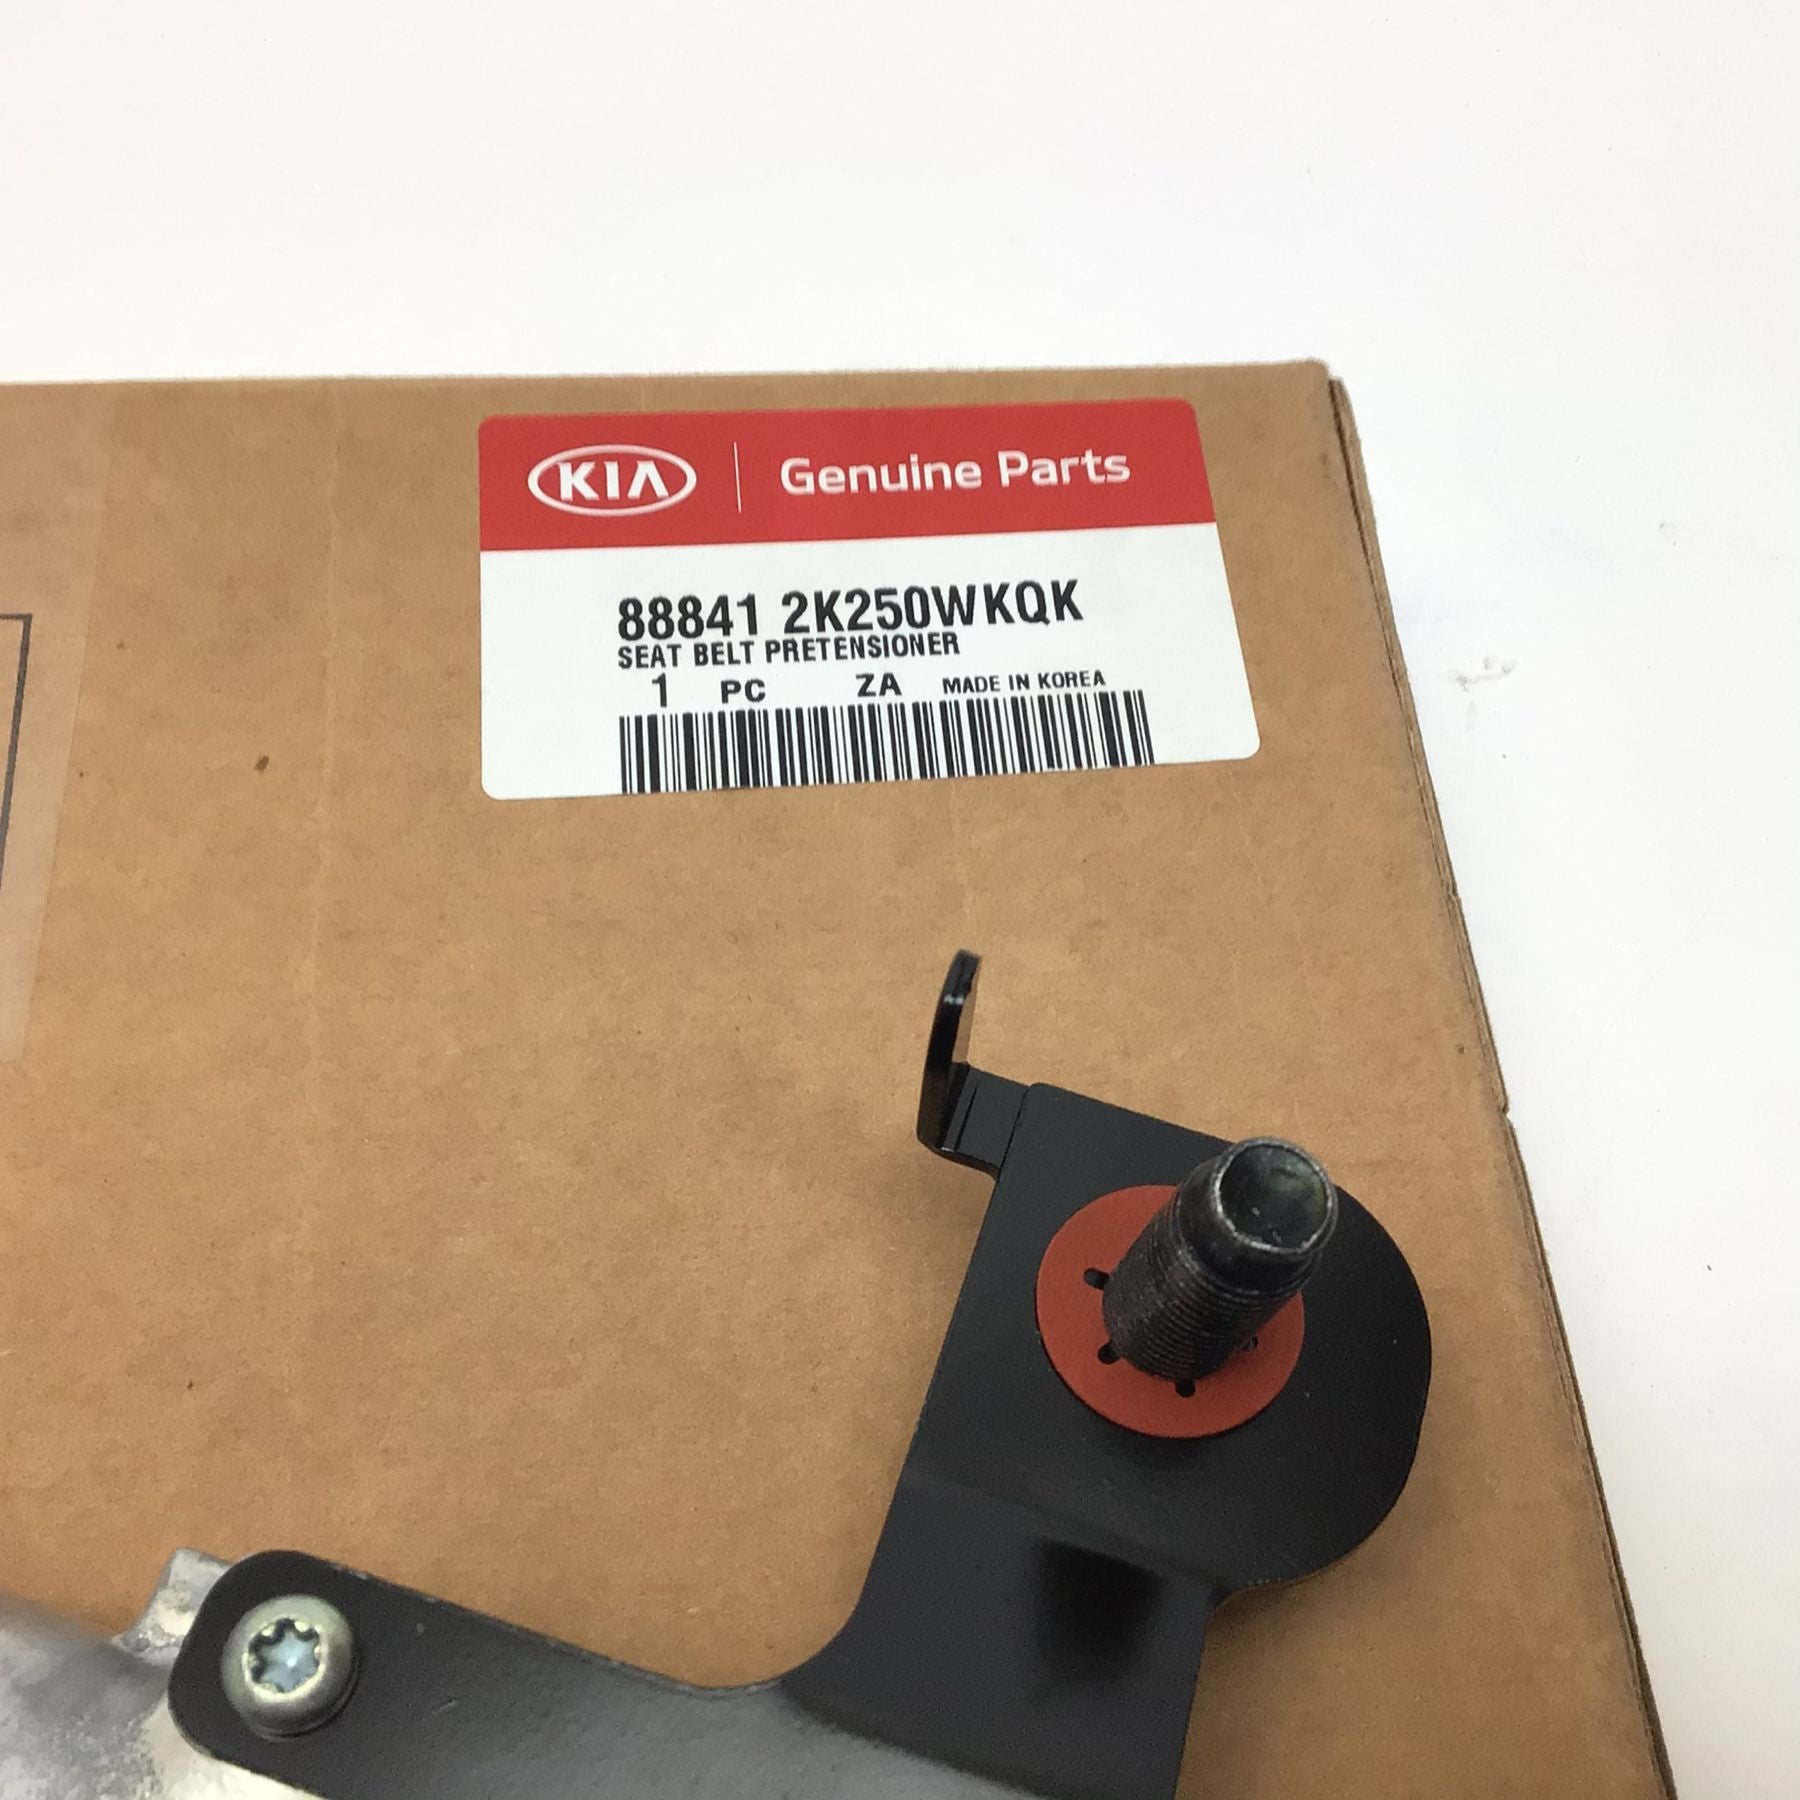 KIA Genuine Parts
88841 2K250WKQK
SEAT BELT PRETENSIONER
1 PC ZA MADE IN KOREA